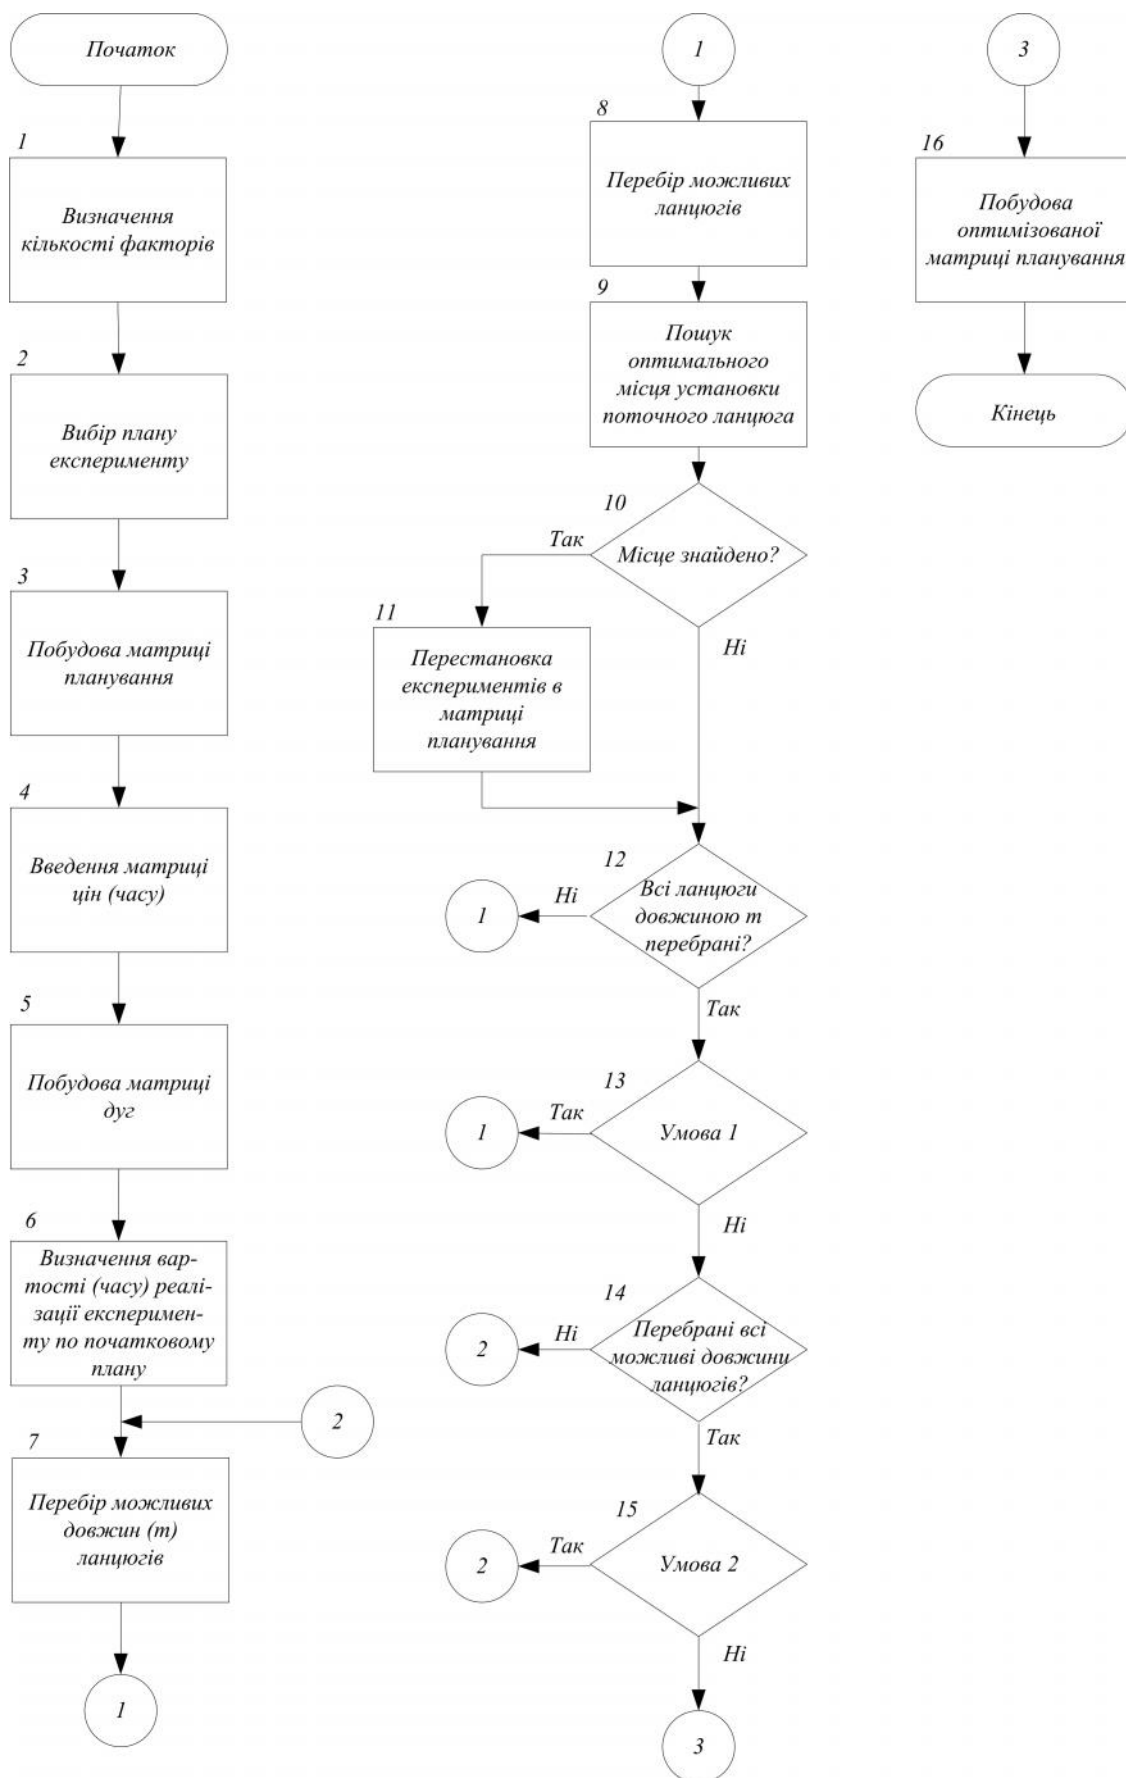 Початок
1
Визначення
кількості факторів
2
Вибір плану
експерименту
3
Побудова матриці
планування
4
Введення матриці
цін (часу)
5
Побудова матриці
дуг
6
Визначення вар-
тості (часу) реалі-
зації експеримен-
ту по початковому
плану
2
7
Перебір можливих
довжин (m)
ланцюгів
1
1
8
Перебір можливих
ланцюгів
9
Пошук
оптимального
місця установки
поточного ланцюга
10
Так
Місце знайдено?
Ні
11
Перестановка
експериментів в
матриці
планування
12
Ні
1
Всі ланцюги
довжиною m
перебрані?
Так
13
Так
1
Умова 1
Ні
14
Ні
2
Перебрані всі
можливі довжини
ланцюгів?
Так
15
Так
2
Умова 2
Ні
3
3
16
Побудова
оптимізованої
матриці планування
Кінець